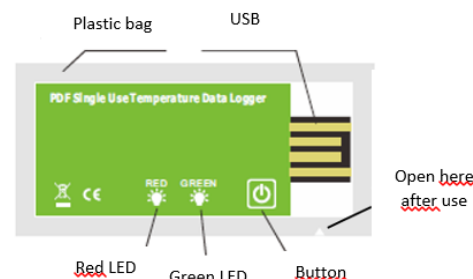 Plastic bag
USB
PDF Single Use Temperature Data Logger
RED GREEN
CE
Open here
after use
Red LED
Green LED
Button